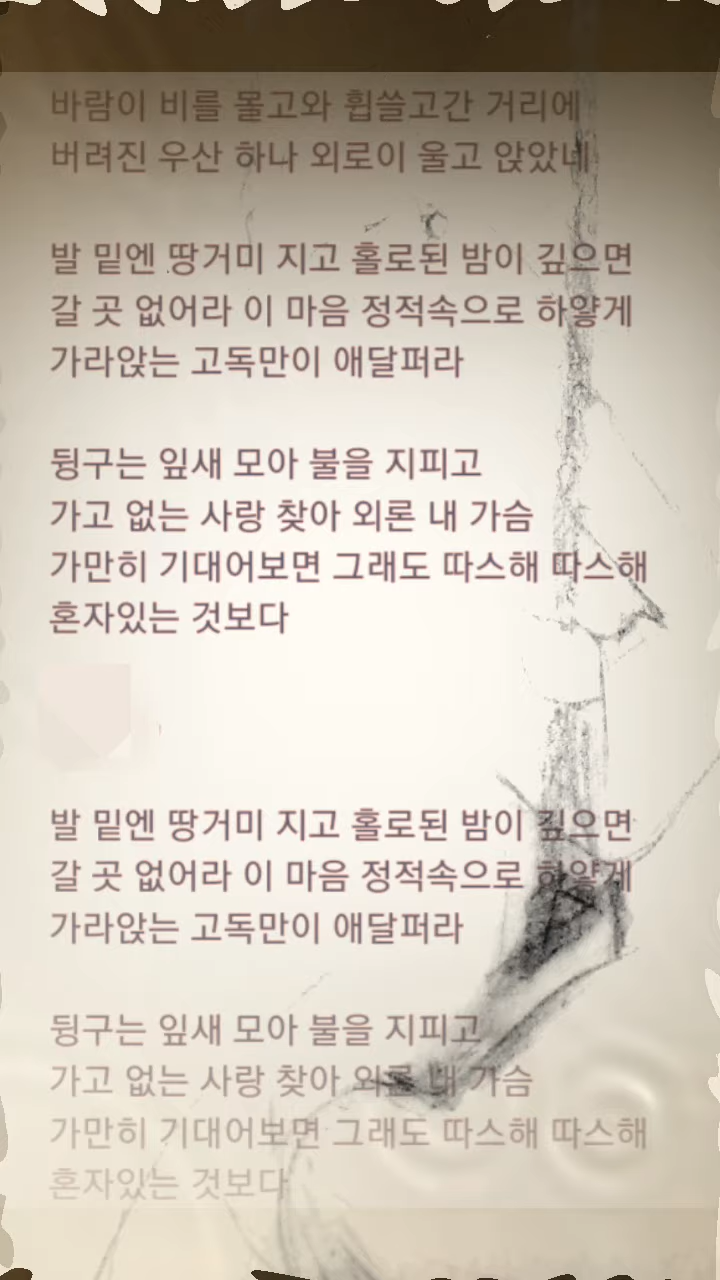 바람이 비를 몰고와 휩쓸고간 거리에
버려진 우산 하나 외로이 울고 앉았네
발 밑엔 땅거미 지고 홀로된 밤이 깊으면
갈 곳 없어라 이 마음 정적속으로 하얗게
가라앉는 고독만이 애달퍼라
뒹구는 잎새 모아 불을 지피고
가고 없는 사랑 찾아 외론 내 가슴
가만히 기대어보면 그래도 따스해 따스해
혼자있는 것보다
발 밑엔 땅거미 지고 홀로된 밤이 깊으면
갈 곳 없어라 이 마음 정적속으로 하얗게
가라앉는 고독만이 애달퍼라
뒹구는 잎새 모아 불을 지피고
가고 없는 사랑 찾아 외론 내 가슴
가만히 기대어보면 그래도 따스해 따스해
혼자있는 것보다